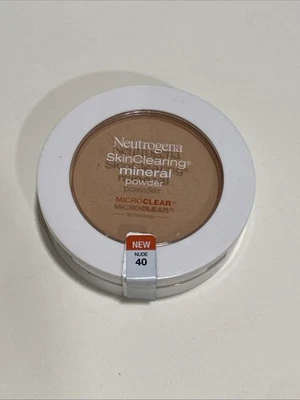 Neutrogena
SkinClearing®
mineral
powder
MICROCLEAR®
NEW
NUDE
40